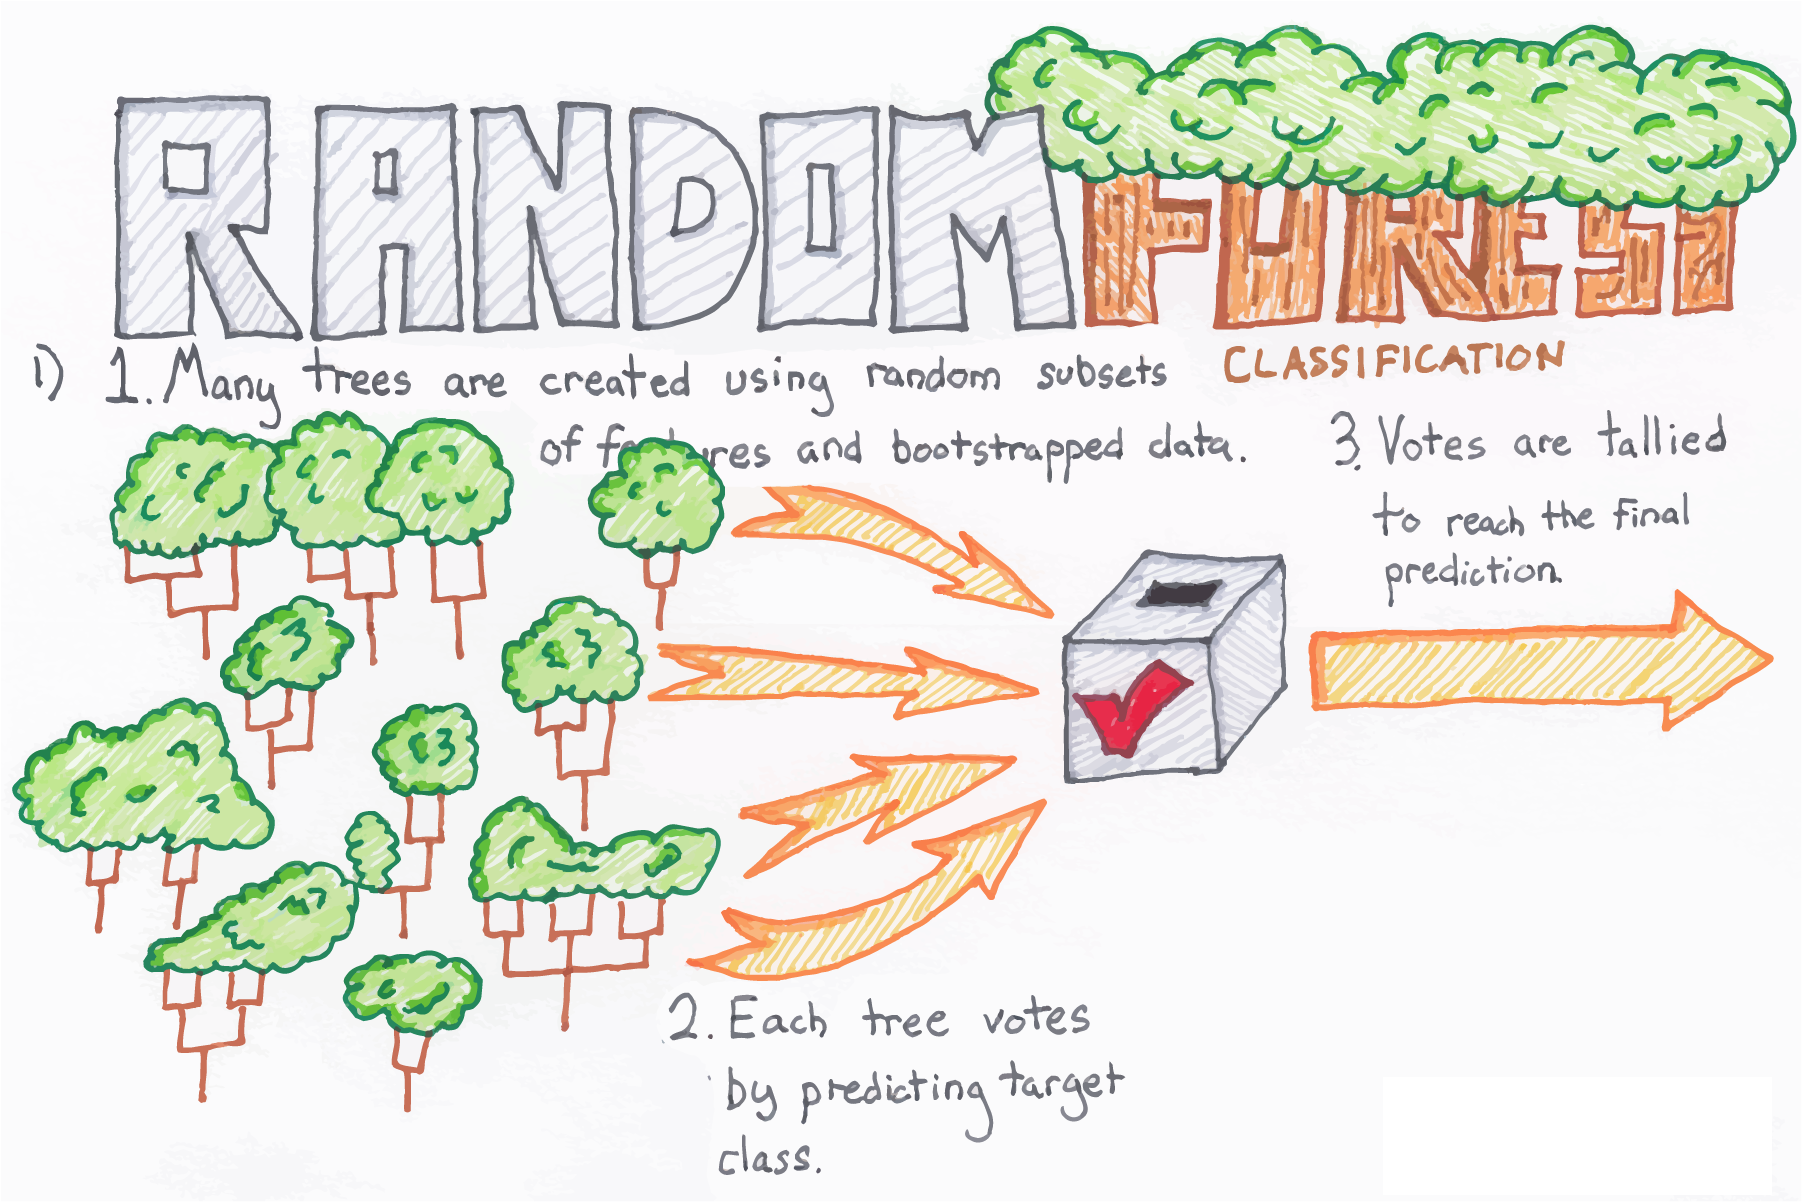 RANDOM FOREST
CLASSIFICATION
1) 1. Many trees are created using random subsets
of features and bootstrapped data.
3. Votes are tallied
to reach the final
prediction.
2. Each tree votes
by predicting target
class.